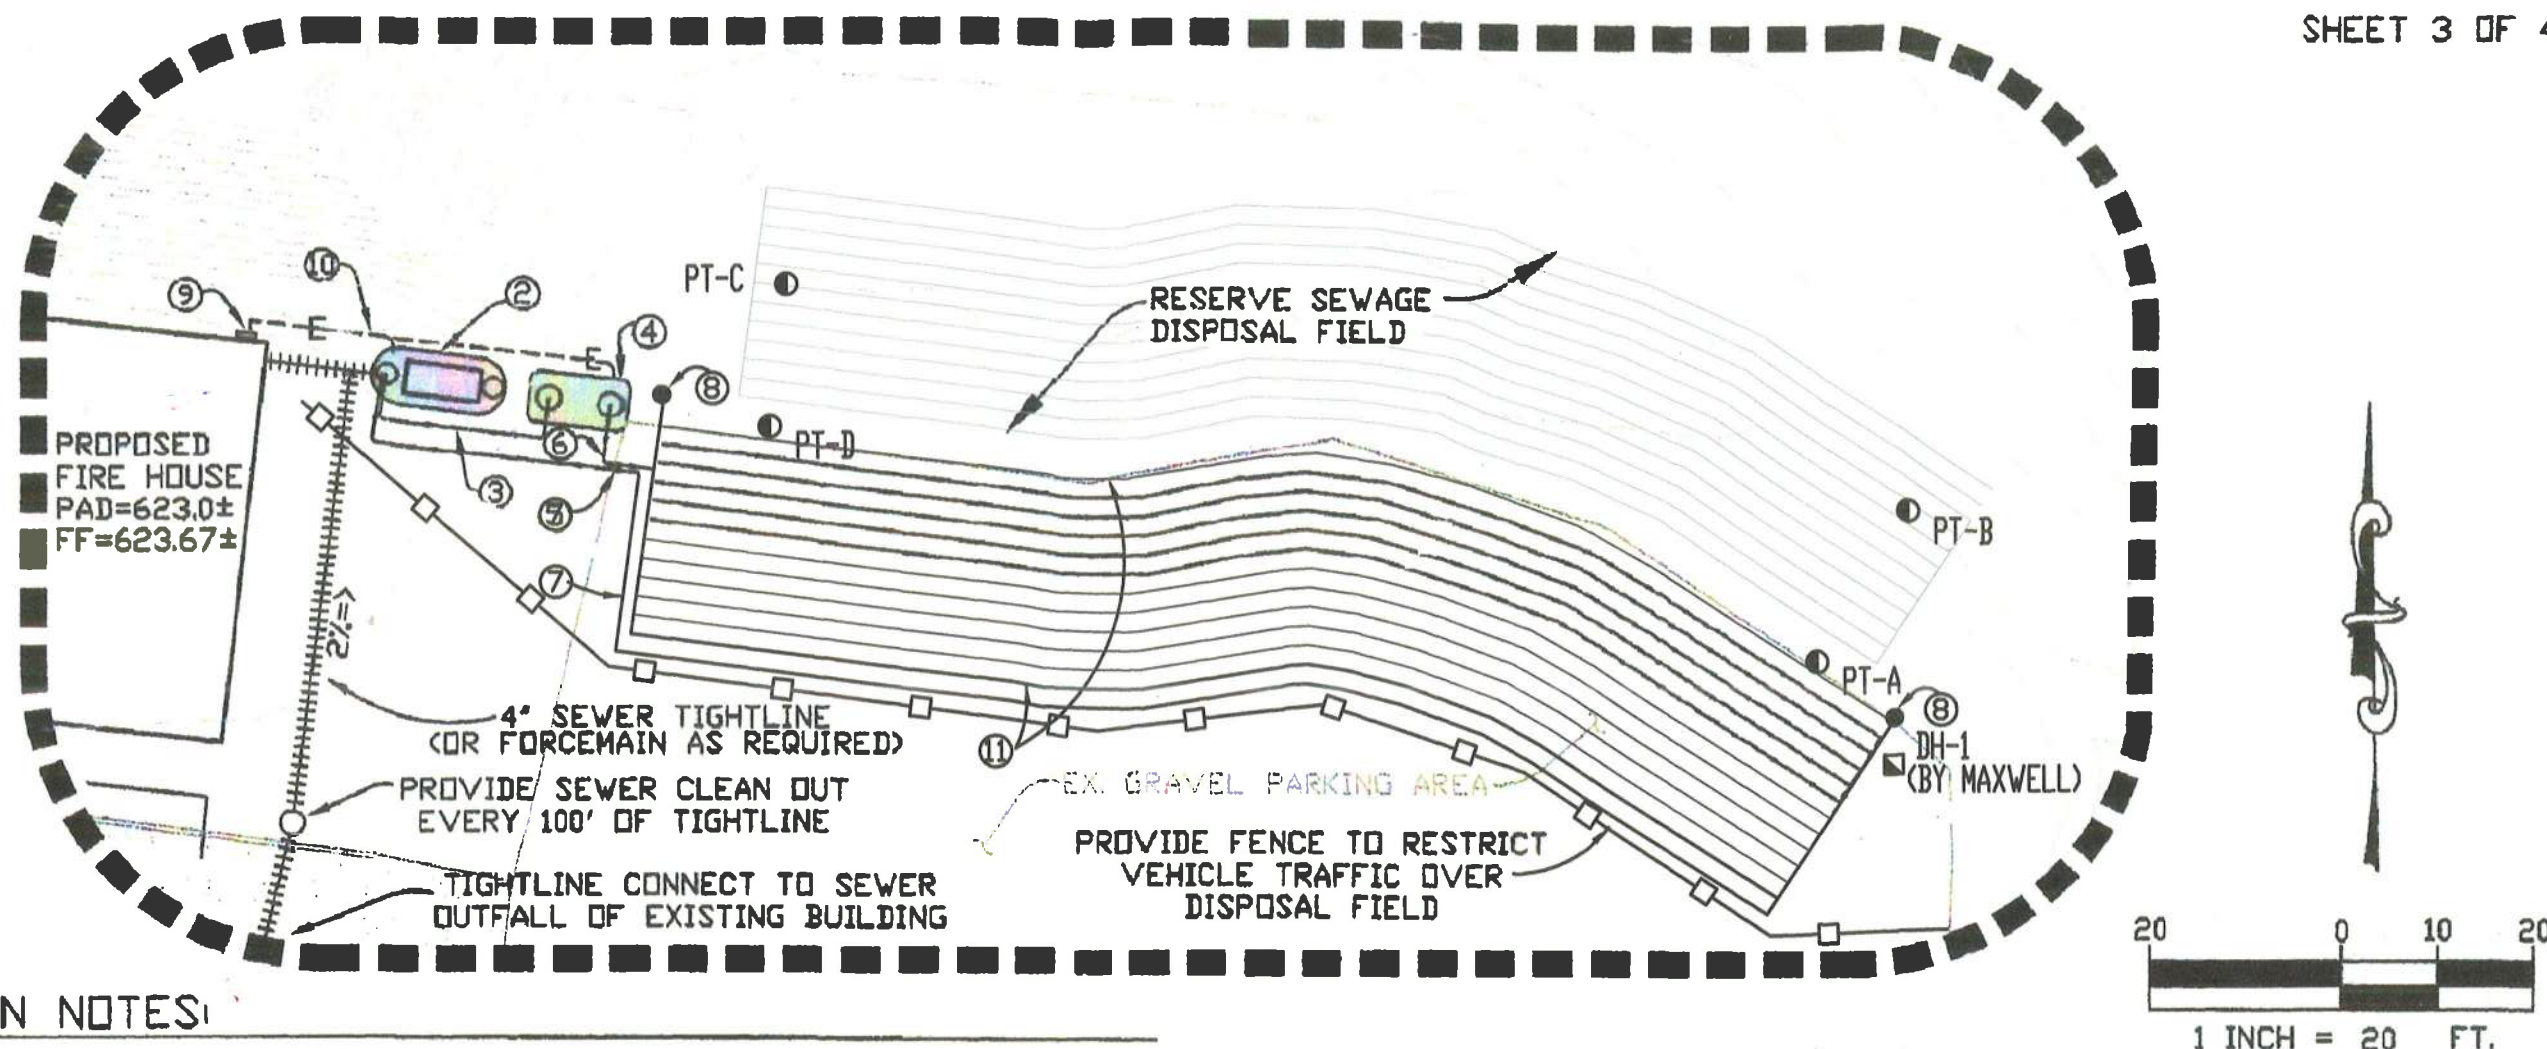 SHEET 3 OF 4
⑩
⑨
②
④
PT-C
RESERVE SEWAGE
DISPOSAL FIELD
E
E
⑧
PROPOSED
FIRE HOUSE
PAD=623.0±
FF=623.67±
⑥
PT-D
③
PT-B
⑦
2%=>
PT-A
⑧
4" SEWER TIGHTLINE
(OR FORCEMAIN AS REQUIRED)
⑪
DH-1
(BY MAXWELL)
PROVIDE SEWER CLEAN OUT
EVERY 100' OF TIGHTLINE
EX. GRAVEL PARKING AREA
PROVIDE FENCE TO RESTRICT
VEHICLE TRAFFIC OVER
DISPOSAL FIELD
TIGHTLINE CONNECT TO SEWER
OUTFALL OF EXISTING BUILDING
20 0 10 20
1 INCH = 20 FT.
N NOTES: